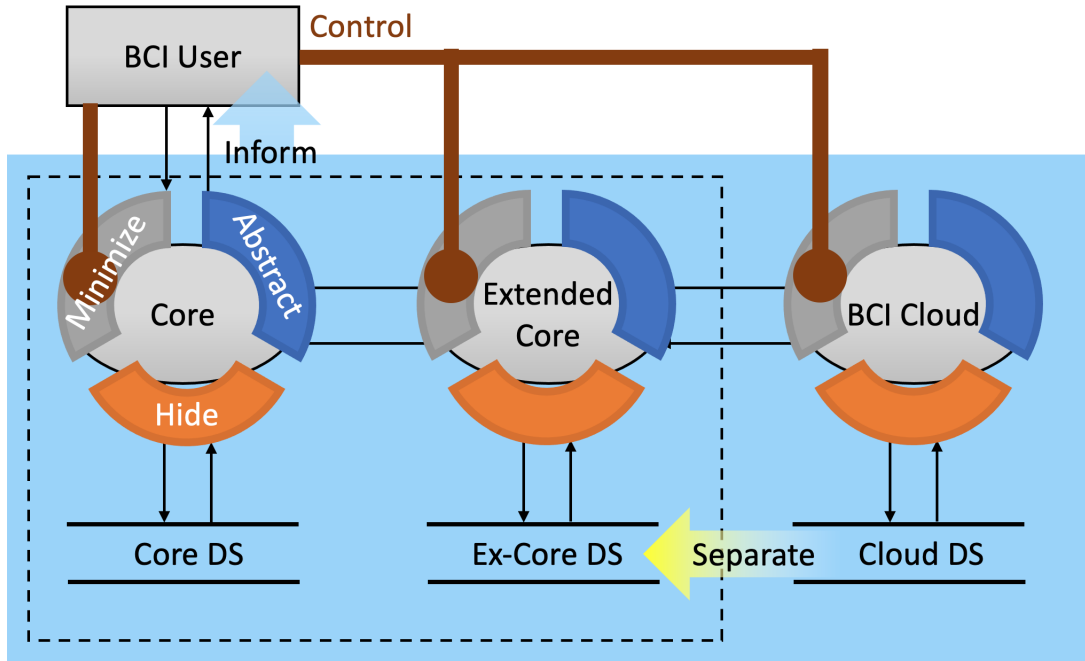 Control
BCI User
Inform
Minimize
Abstract
Core
Extended
Core
BCI Cloud
Hide
Core DS
Ex-Core DS
Separate
Cloud DS